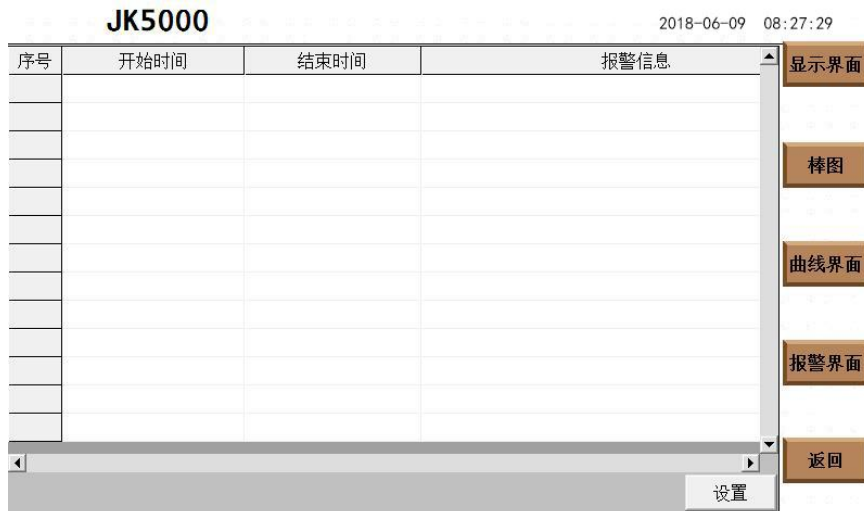 JK5000 2018-06-09 08:27:29
序号 开始时间 结束时间 报警信息
显示界面
棒图
曲线界面
报警界面
返回
设置